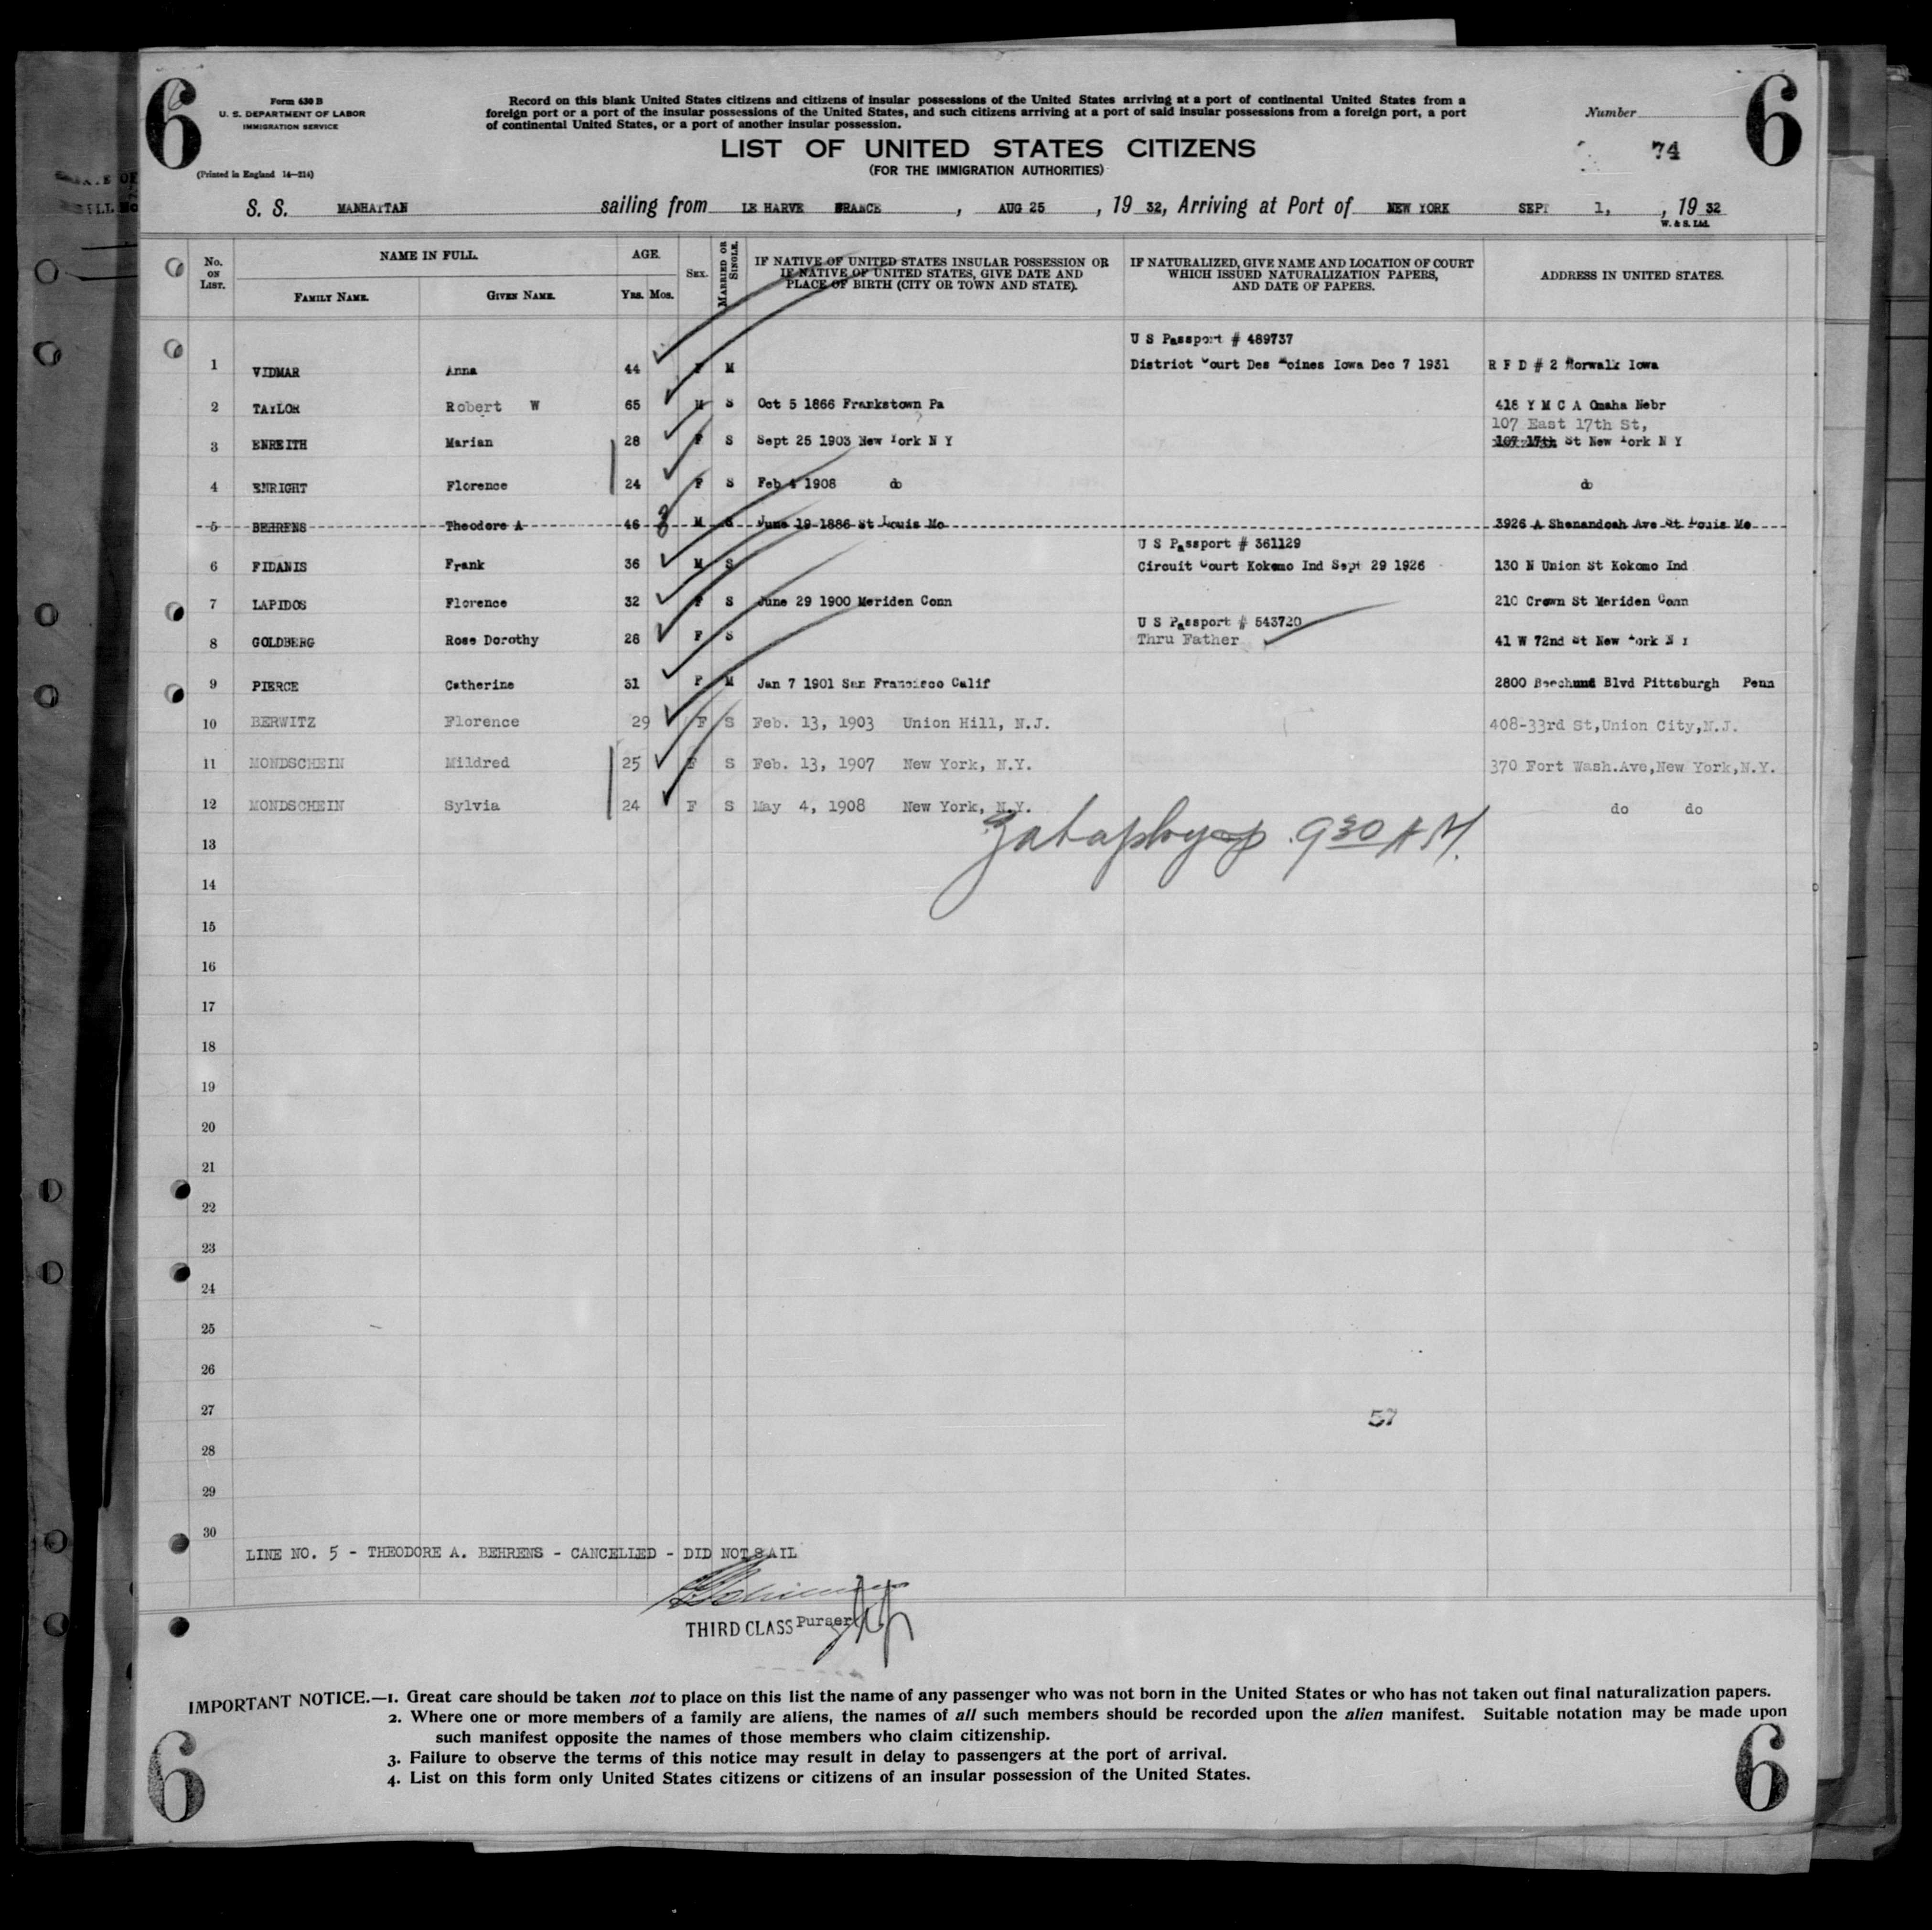 6
6
Form 630 B
U. S. DEPARTMENT OF LABOR
IMMIGRATION SERVICE
(Printed in England 14—214)
Record on this blank United States citizens and citizens of insular possessions of the United States arriving at a port of continental United States from a
foreign port or a port of the insular possessions of the United States, and such citizens arriving at a port of said insular possessions from a foreign port, a port
of continental United States, or a port of another insular possession.
Number
LIST OF UNITED STATES CITIZENS
(FOR THE IMMIGRATION AUTHORITIES)
74
S. S. MANHATTAN sailing from LE HARVE FRANCE, AUG 25, 19 32, Arriving at Port of NEW YORK SEPT 1, , 19 32
W. & S. Ltd.
No. ON LIST.
NAME IN FULL.
FAMILY NAME. GIVEN NAME.
AGE.
YRS. MOS.
SEX.
MARRIED OR SINGLE.
IF NATIVE OF UNITED STATES INSULAR POSSESSION OR
IF NATIVE OF UNITED STATES, GIVE DATE AND
PLACE OF BIRTH (CITY OR TOWN AND STATE).
IF NATURALIZED, GIVE NAME AND LOCATION OF COURT
WHICH ISSUED NATURALIZATION PAPERS,
AND DATE OF PAPERS.
ADDRESS IN UNITED STATES.
U S Passport # 489737
1 VIDMAR Anna 44 F M District Court Des Moines Iowa Dec 7 1931 R F D # 2 Norwalk Iowa
2 TAYLOR Robert W 65 M S Oct 5 1866 Frankstown Pa 418 Y M C A Omaha Nebr
107 East 17th St,
3 ENREITH Marian 28 F S Sept 25 1903 New York N Y 107 17th St New York N Y
4 ENRIGHT Florence 24 F S Feb 4 1908 do do
5 BEHRENS Theodore A 46 M S June 19 1886 St Louis Mo 3926 A Shenandoah Ave St Louis Mo
U S Passport # 361129
6 FIDANIS Frank 36 M S Circuit Court Kokomo Ind Sept 29 1926 130 N Union St Kokomo Ind
7 LAPIDOS Florence 32 F S June 29 1900 Meriden Conn 210 Crown St Meriden Conn
U S Passport # 543720
8 GOLDBERG Rose Dorothy 28 F S Thru Father 41 W 72nd St New York N Y
9 PIERCE Catherine 31 F M Jan 7 1901 San Francisco Calif 2800 Beechwood Blvd Pittsburgh Penn
10 BERWITZ Florence 29 F S Feb. 13, 1903 Union Hill, N.J. 408-33rd St,Union City,N.J.
11 MONDSCHEIN Mildred 25 F S Feb. 13, 1907 New York, N.Y. 370 Fort Wash.Ave,New York,N.Y.
12 MONDSCHEIN Sylvia 24 F S May 4, 1908 New York, N.Y. do do
13
9 30 A M.
14
15
16
17
18
19
20
21
22
23
24
25
26
27
57
28
29
30
LINE NO. 5 - THEODORE A. BEHRENS - CANCELLED - DID NOT SAIL
THIRD CLASS Purser
IMPORTANT NOTICE.—1. Great care should be taken not to place on this list the name of any passenger who was not born in the United States or who has not taken out final naturalization papers.
2. Where one or more members of a family are aliens, the names of all such members should be recorded upon the alien manifest. Suitable notation may be made upon
such manifest opposite the names of those members who claim citizenship.
3. Failure to observe the terms of this notice may result in delay to passengers at the port of arrival.
4. List on this form only United States citizens or citizens of an insular possession of the United States.
6
6